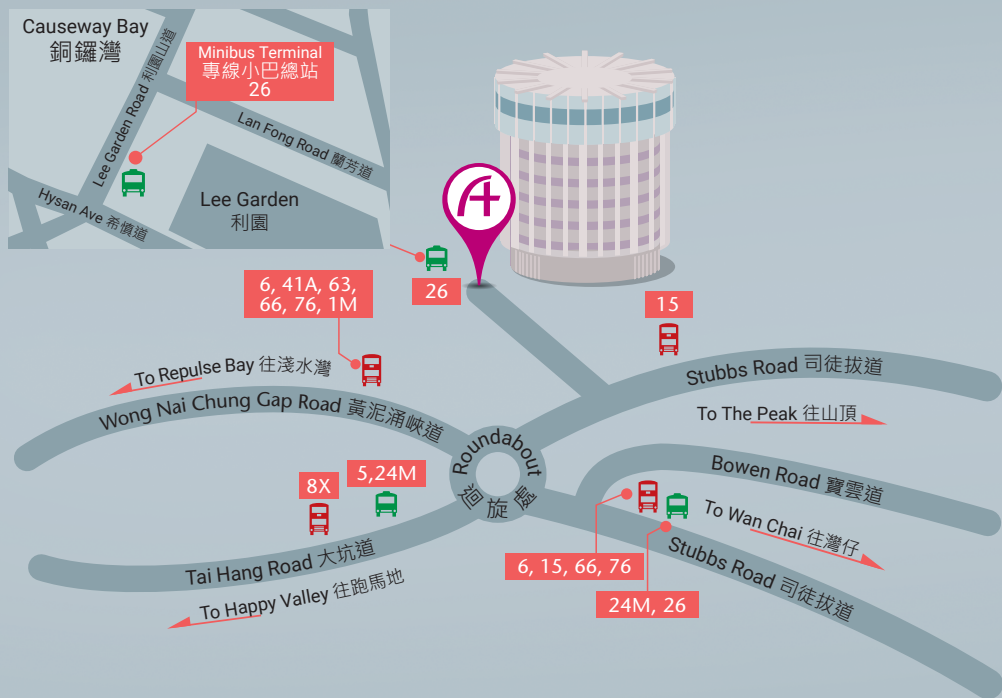 Causeway Bay
銅鑼灣
Minibus Terminal
專線小巴總站
26
Lee Garden Road 利園山道
Lan Fong Road 蘭芳道
Hysan Ave 希慎道
Lee Garden
利園
26
6, 41A, 63,
66, 76, 1M
15
To Repulse Bay 往淺水灣
Wong Nai Chung Gap Road 黃泥涌峽道
Stubbs Road 司徒拔道
To The Peak 往山頂
Roundabout
迴旋處
Bowen Road 寶雲道
5,24M
8X
To Wan Chai 往灣仔
6, 15, 66, 76
24M, 26
Stubbs Road 司徒拔道
Tai Hang Road 大坑道
To Happy Valley 往跑馬地